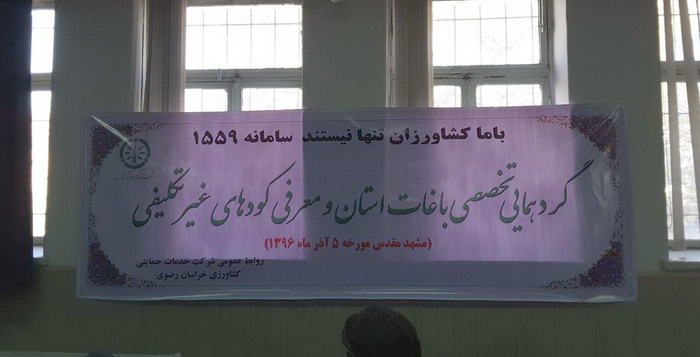 باما کشاورزان تنها نیستند سامانه ۱۵۵۹
گردهمایی تخصصی باغات استان و معرفی کودهای غیر تکلیفی
(مشهد مقدس مورخه ۵ آذر ماه ۱۳۹۶)
روابط عمومی شرکت خدمات حمایتی
کشاورزی خراسان رضوی